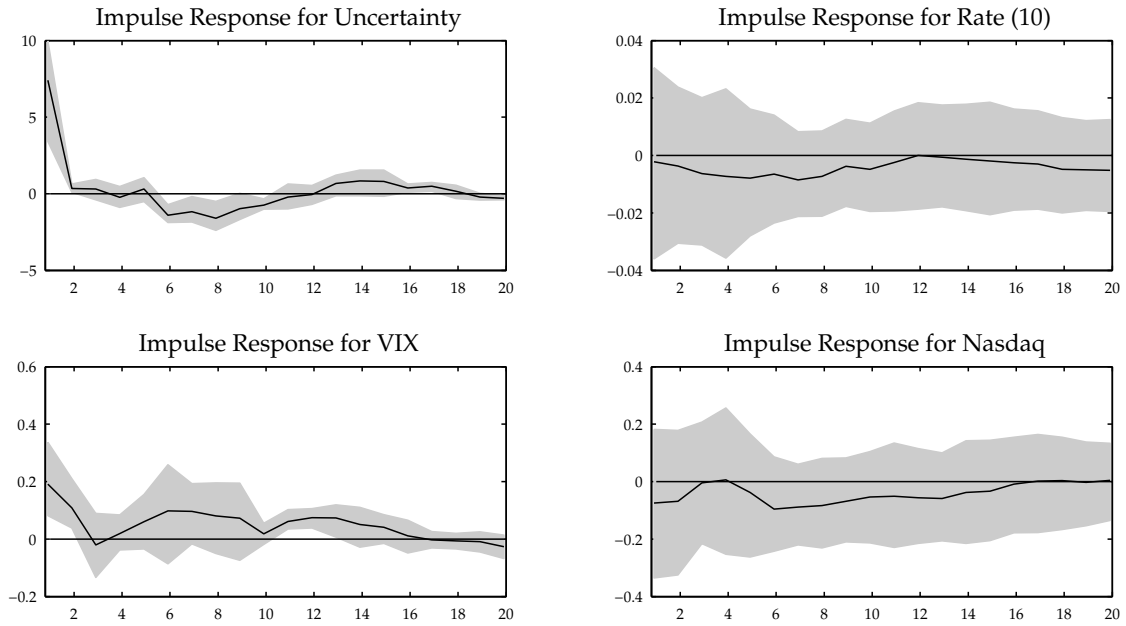 Impulse Response for Uncertainty
10
5
0
−5
2 4 6 8 10 12 14 16 18 20
Impulse Response for Rate (10)
0.04
0.02
0
−0.02
−0.04
2 4 6 8 10 12 14 16 18 20
Impulse Response for VIX
0.6
0.4
0.2
0
−0.2
2 4 6 8 10 12 14 16 18 20
Impulse Response for Nasdaq
0.4
0.2
0
−0.2
−0.4
2 4 6 8 10 12 14 16 18 20